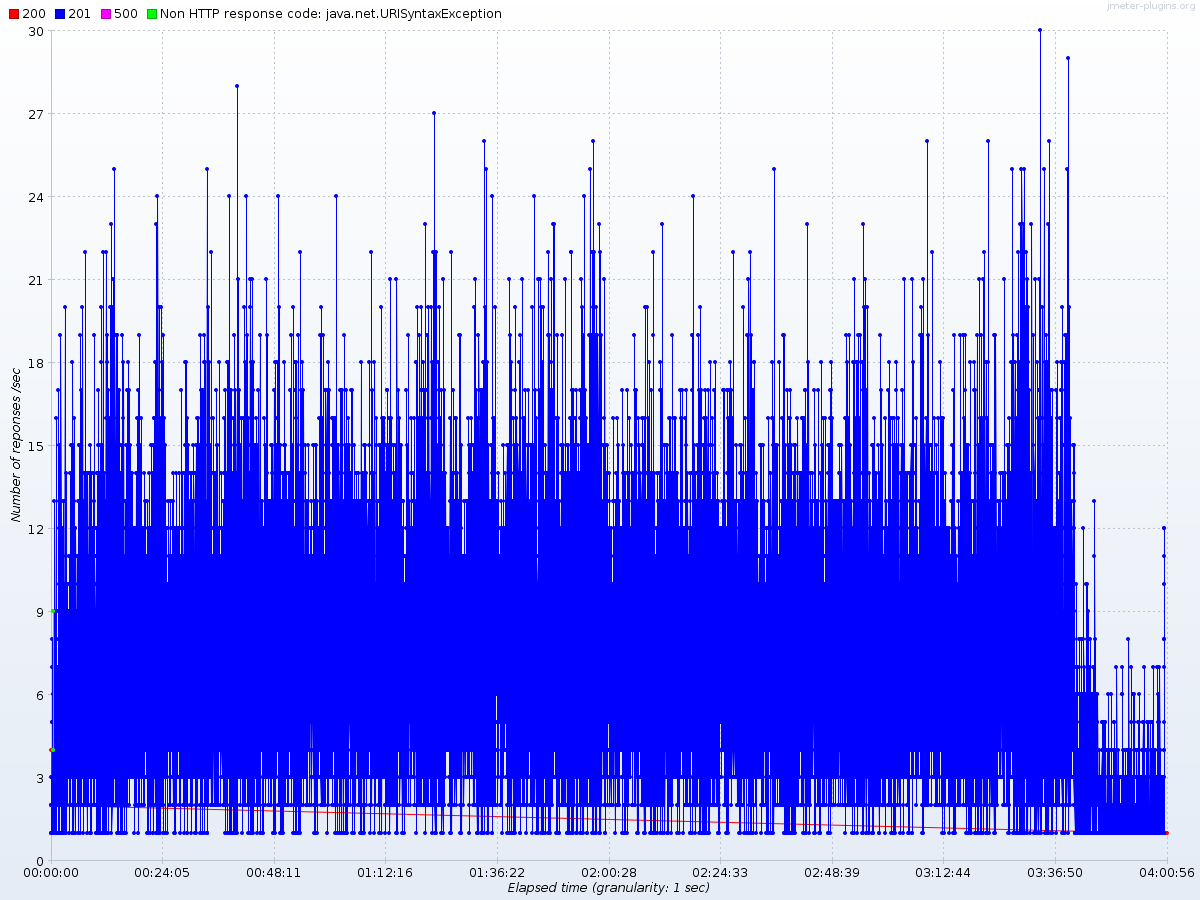 200 201 500 Non HTTP response code: java.net.URISyntaxException
jmeter-plugins.org
30
27
24
21
18
15
12
9
6
3
0
Number of reponses /sec
00:00:00 00:24:05 00:48:11 01:12:16 01:36:22 02:00:28 02:24:33 02:48:39 03:12:44 03:36:50 04:00:56
Elapsed time (granularity: 1 sec)